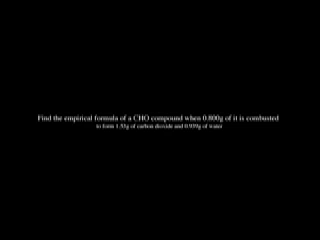 Find the empirical formula of a CHO compound when 0.800g of it is combusted
to form 1.53g of carbon dioxide and 0.939g of water